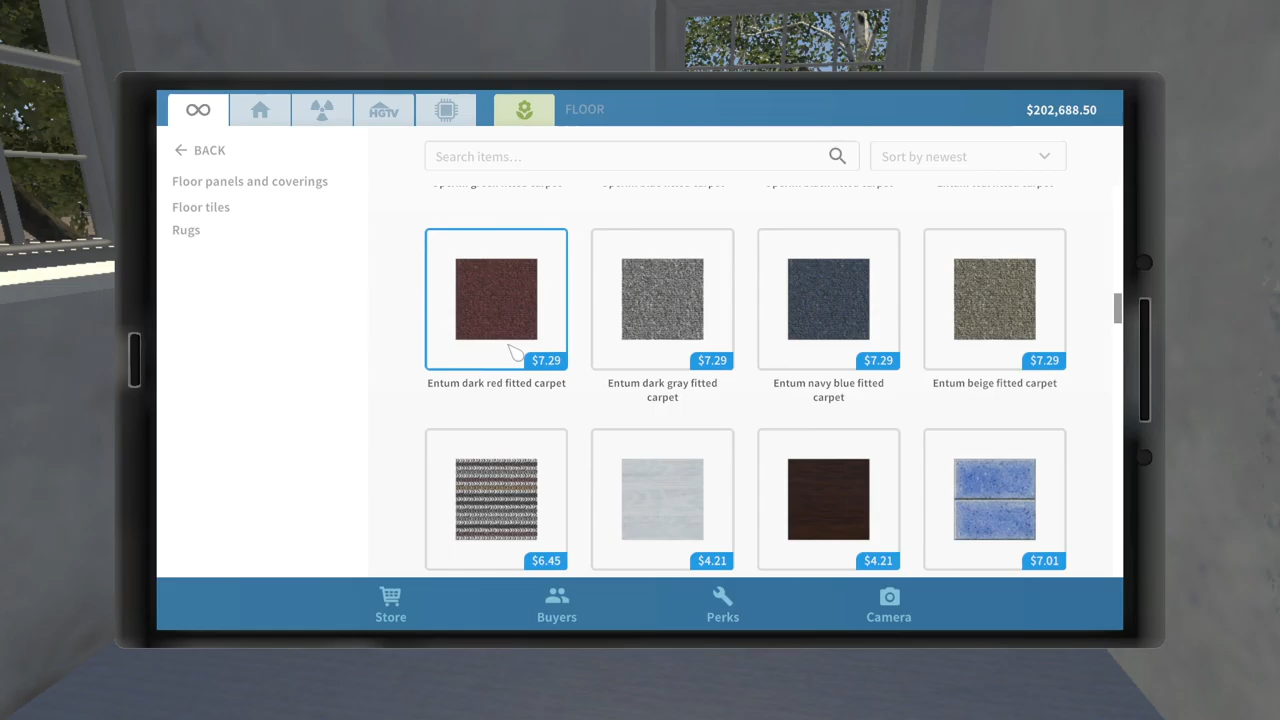 HGTV
FLOOR
$202,688.50
BACK
Search items...
Sort by newest
Floor panels and coverings
Floor tiles
Rugs
$7.29
$7.29
$7.29
$7.29
Entum dark red fitted carpet
Entum dark gray fitted
carpet
Entum navy blue fitted
carpet
Entum beige fitted carpet
$6.45
$4.21
$4.21
$7.01
Store
Buyers
Perks
Camera